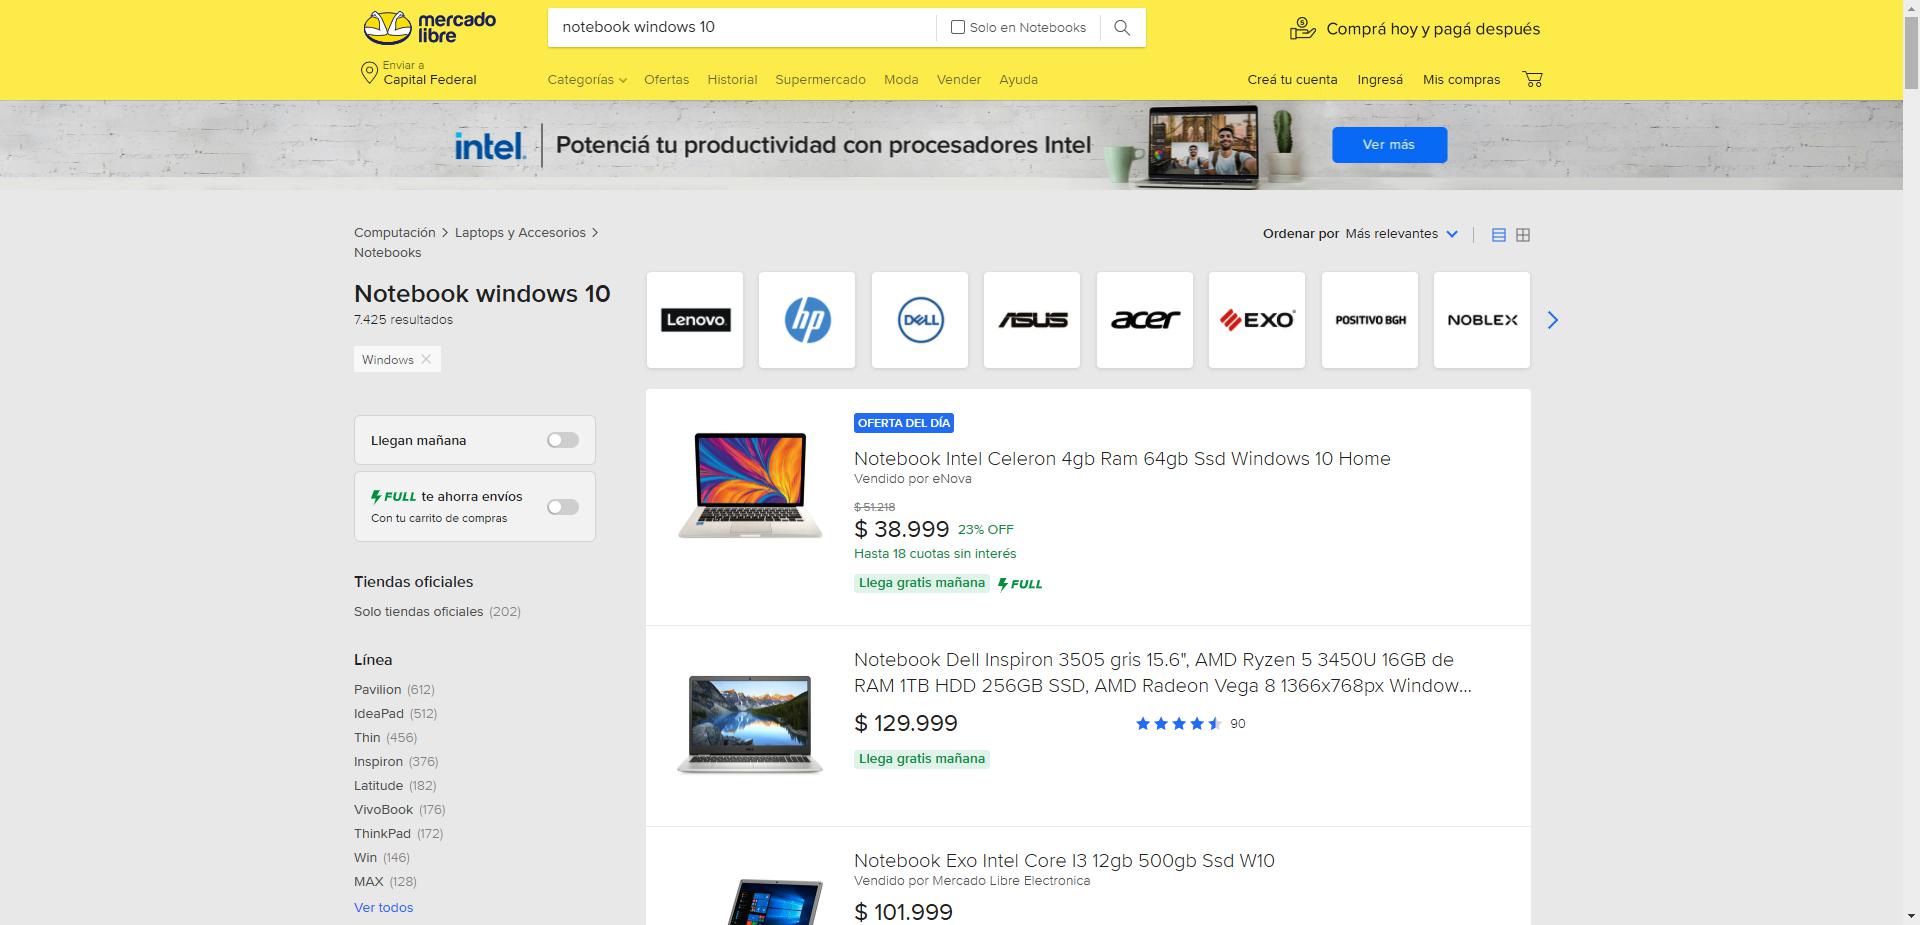 mercado
libre
notebook windows 10
Solo en Notebooks
Comprá hoy y pagá después
Enviar a
Capital Federal
Categorías
Ofertas
Historial
Supermercado
Moda
Vender
Ayuda
Creá tu cuenta
Ingresá
Mis compras
intel.
Potenciá tu productividad con procesadores Intel
Ver más
Computación > Laptops y Accesorios >
Notebooks
Ordenar por Más relevantes
Notebook windows 10
7.425 resultados
Windows
Lenovo
hp
DELL
ASUS
acer
EXO
POSITIVO BGH
NOBLEX
Llegan mañana
FULL te ahorra envíos
Con tu carrito de compras
Tiendas oficiales
Solo tiendas oficiales (202)
Línea
Pavilion (612)
IdeaPad (512)
Thin (456)
Inspiron (376)
Latitude (182)
VivoBook (176)
ThinkPad (172)
Win (146)
MAX (128)
Ver todos
OFERTA DEL DÍA
Notebook Intel Celeron 4gb Ram 64gb Ssd Windows 10 Home
Vendido por eNova
$ 51.218
$ 38.999 23% OFF
Hasta 18 cuotas sin interés
Llega gratis mañana FULL
Notebook Dell Inspiron 3505 gris 15.6", AMD Ryzen 5 3450U 16GB de
RAM 1TB HDD 256GB SSD, AMD Radeon Vega 8 1366x768px Window...
$ 129.999
90
Llega gratis mañana
Notebook Exo Intel Core I3 12gb 500gb Ssd W10
Vendido por Mercado Libre Electronica
$ 101.999